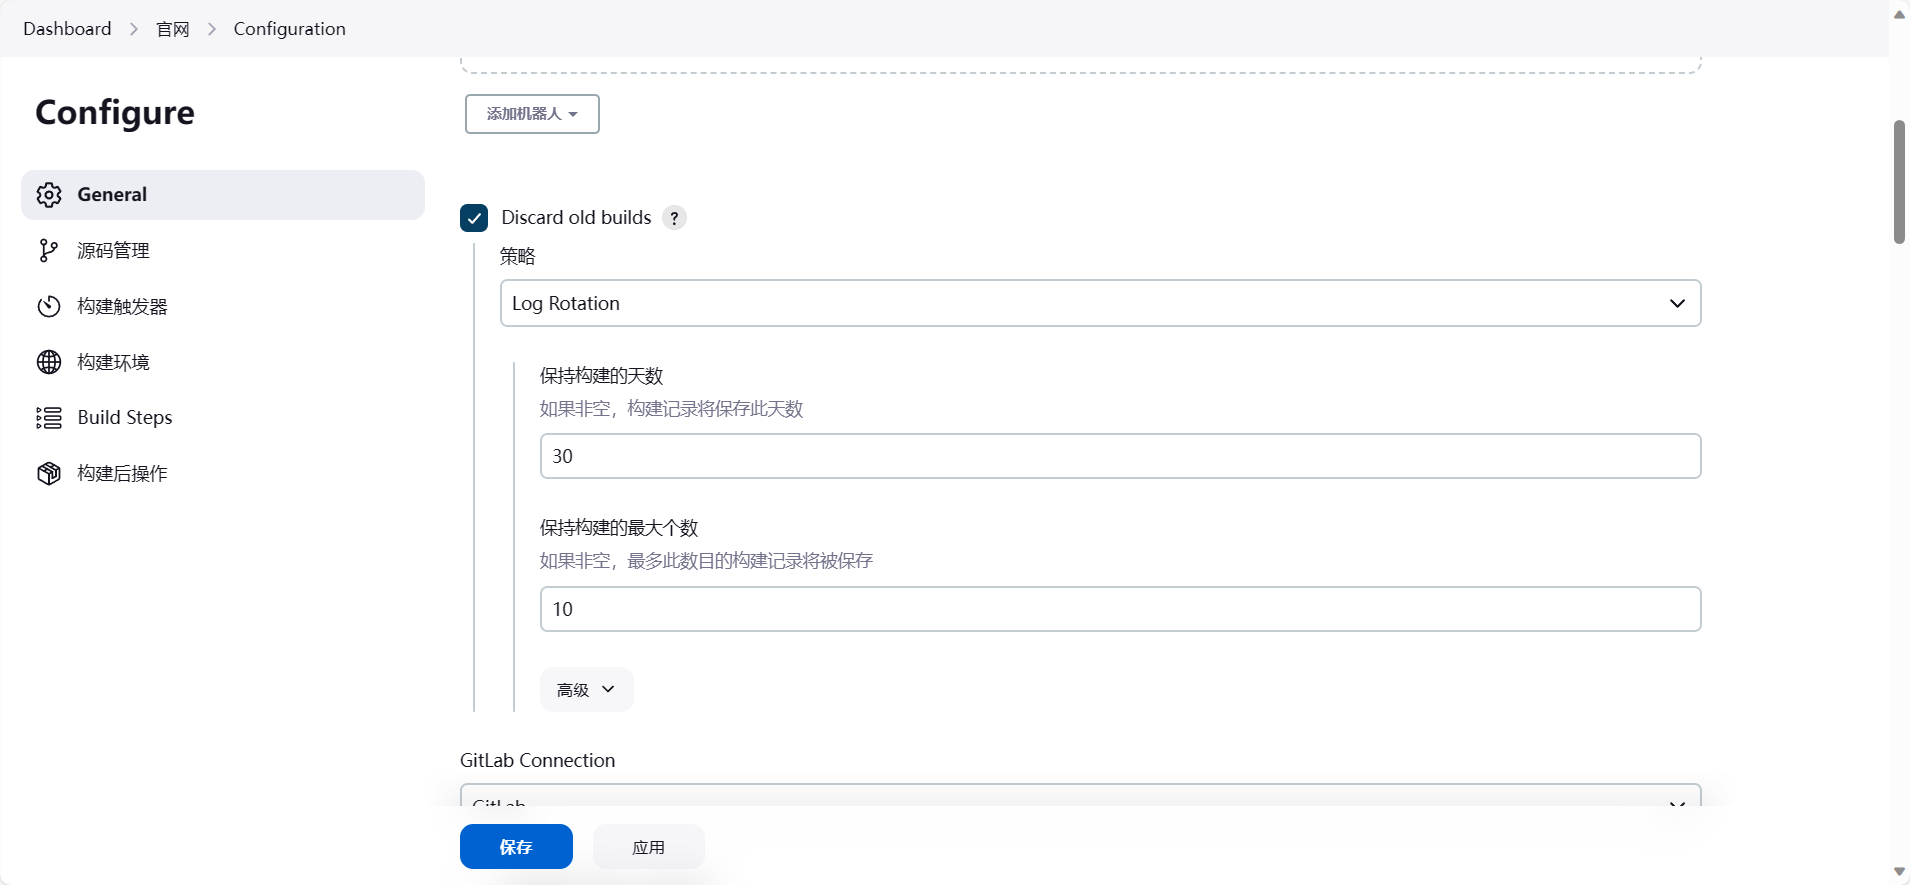 Dashboard > 官网 > Configuration
Configure
General
源码管理
构建触发器
构建环境
Build Steps
构建后操作
添加机器人
Discard old builds ?
策略
Log Rotation
保持构建的天数
如果非空，构建记录将保存此天数
30
保持构建的最大个数
如果非空，最多此数目的构建记录将被保存
10
高级
GitLab Connection
GitLab
保存 应用